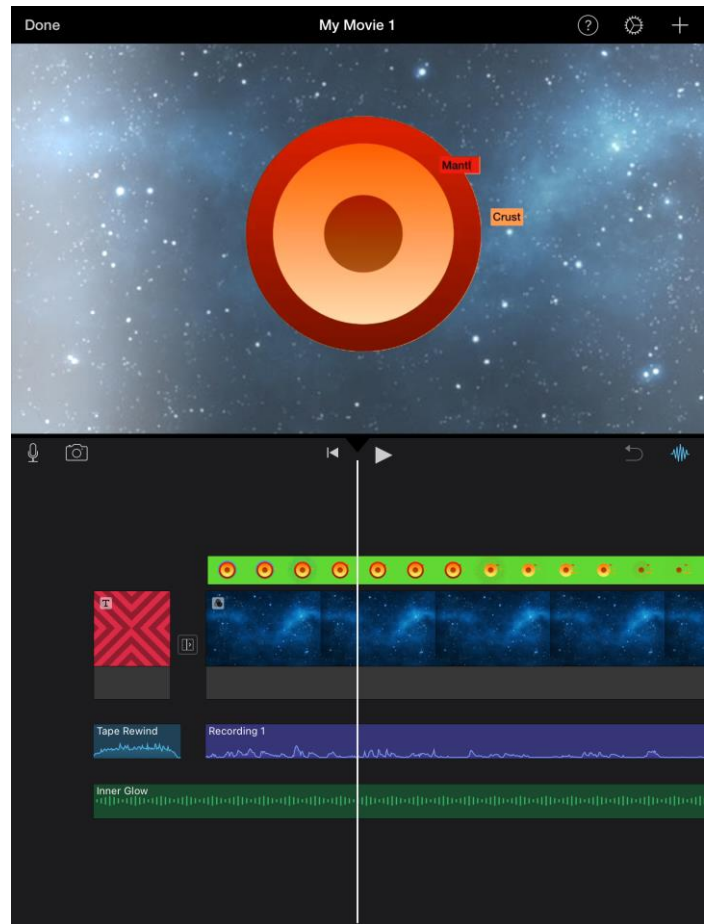 Done
My Movie 1
?
Mantl
Crust
T
Tape Rewind
Recording 1
Inner Glow